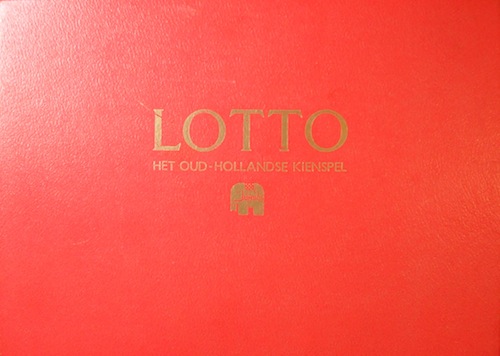 LOTTO
HET OUD-HOLLANDSE KIENSPEL